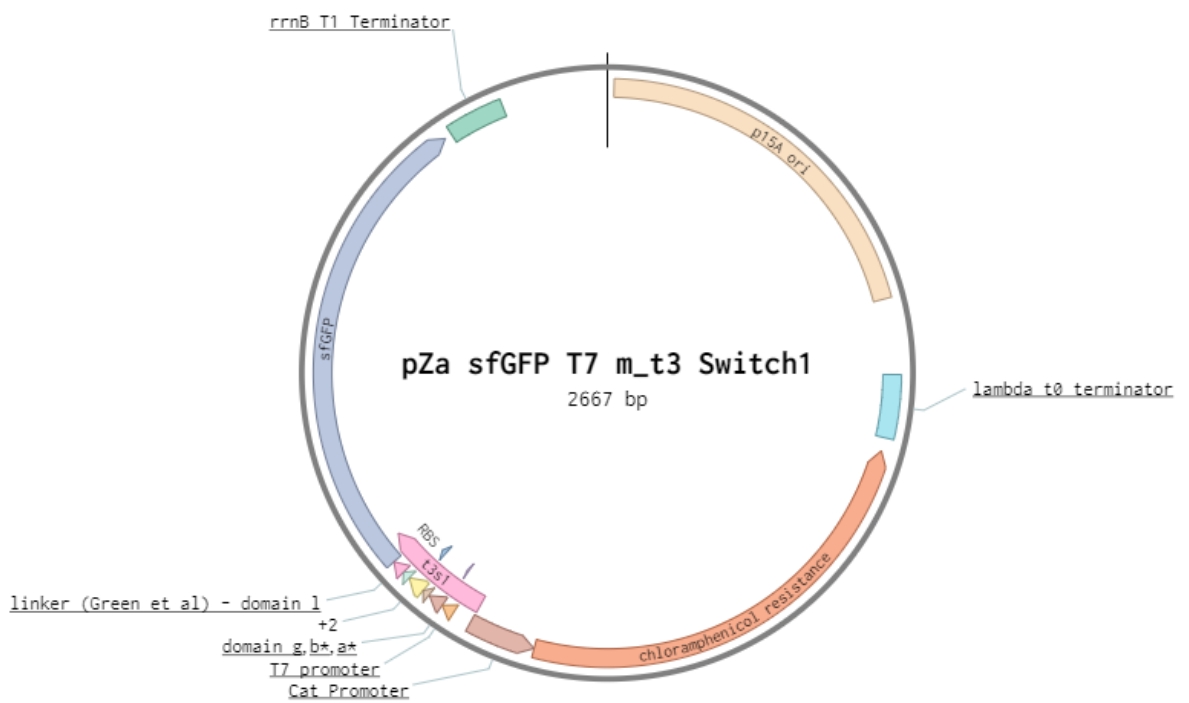 rrnB T1 Terminator
p15A ori
sfGFP
pZa sfGFP T7 m_t3 Switch1
2667 bp
lambda t0 terminator
RBS
t3s1
chloramphenicol resistance
linker (Green et al) - domain l
+2
domain g,b*,a*
T7 promoter
Cat Promoter